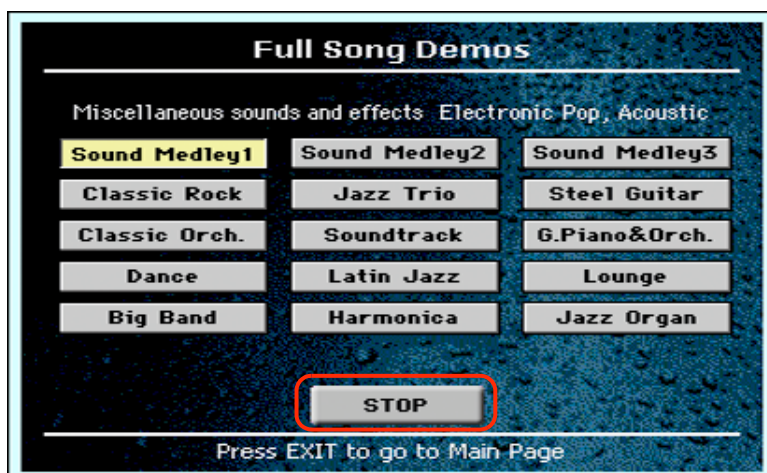 Full Song Demos
Miscellaneous sounds and effects Electronic Pop, Acoustic
Sound Medley1 Sound Medley2 Sound Medley3
Classic Rock Jazz Trio Steel Guitar
Classic Orch. Soundtrack G.Piano&Orch.
Dance Latin Jazz Lounge
Big Band Harmonica Jazz Organ
STOP
Press EXIT to go to Main Page